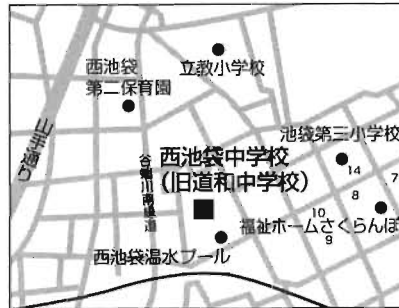 西池袋
第二保育園
立教小学校
山手通り
谷端川南緑道
西池袋中学校
(旧道和中学校)
池袋第三小学校
14
7
8
10
9
福祉ホームさくらんぼ
西池袋温水プール